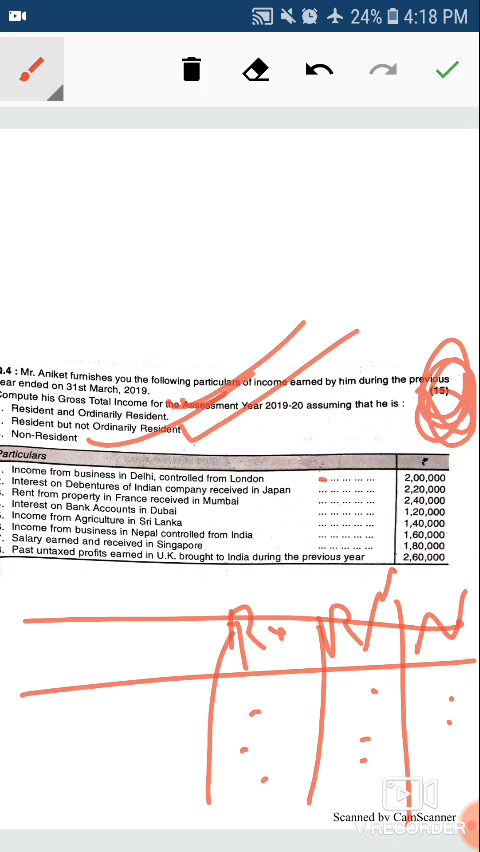 24% 4:18 PM
.4 : Mr. Aniket furnishes you the following particulars of income earned by him during the previous
ear ended on 31st March, 2019. (15)
ompute his Gross Total Income for the Assessment Year 2019-20 assuming that he is :
. Resident and Ordinarily Resident.
. Resident but not Ordinarily Resident
. Non-Resident
Particulars ₹
. Income from business in Delhi, controlled from London ... ... ... ... 2,00,000
. Interest on Debentures of Indian company received in Japan ... ... ... ... 2,20,000
. Rent from property in France received in Mumbai ... ... ... ... 2,40,000
. Interest on Bank Accounts in Dubai ... ... ... ... 1,20,000
. Income from Agriculture in Sri Lanka ... ... ... ... 1,40,000
. Income from business in Nepal controlled from India ... ... ... ... 1,60,000
. Salary earned and received in Singapore ... ... ... ... 1,80,000
. Past untaxed profits earned in U.K. brought to India during the previous year 2,60,000
R RN N
Scanned by CamScanner
V RECORDER